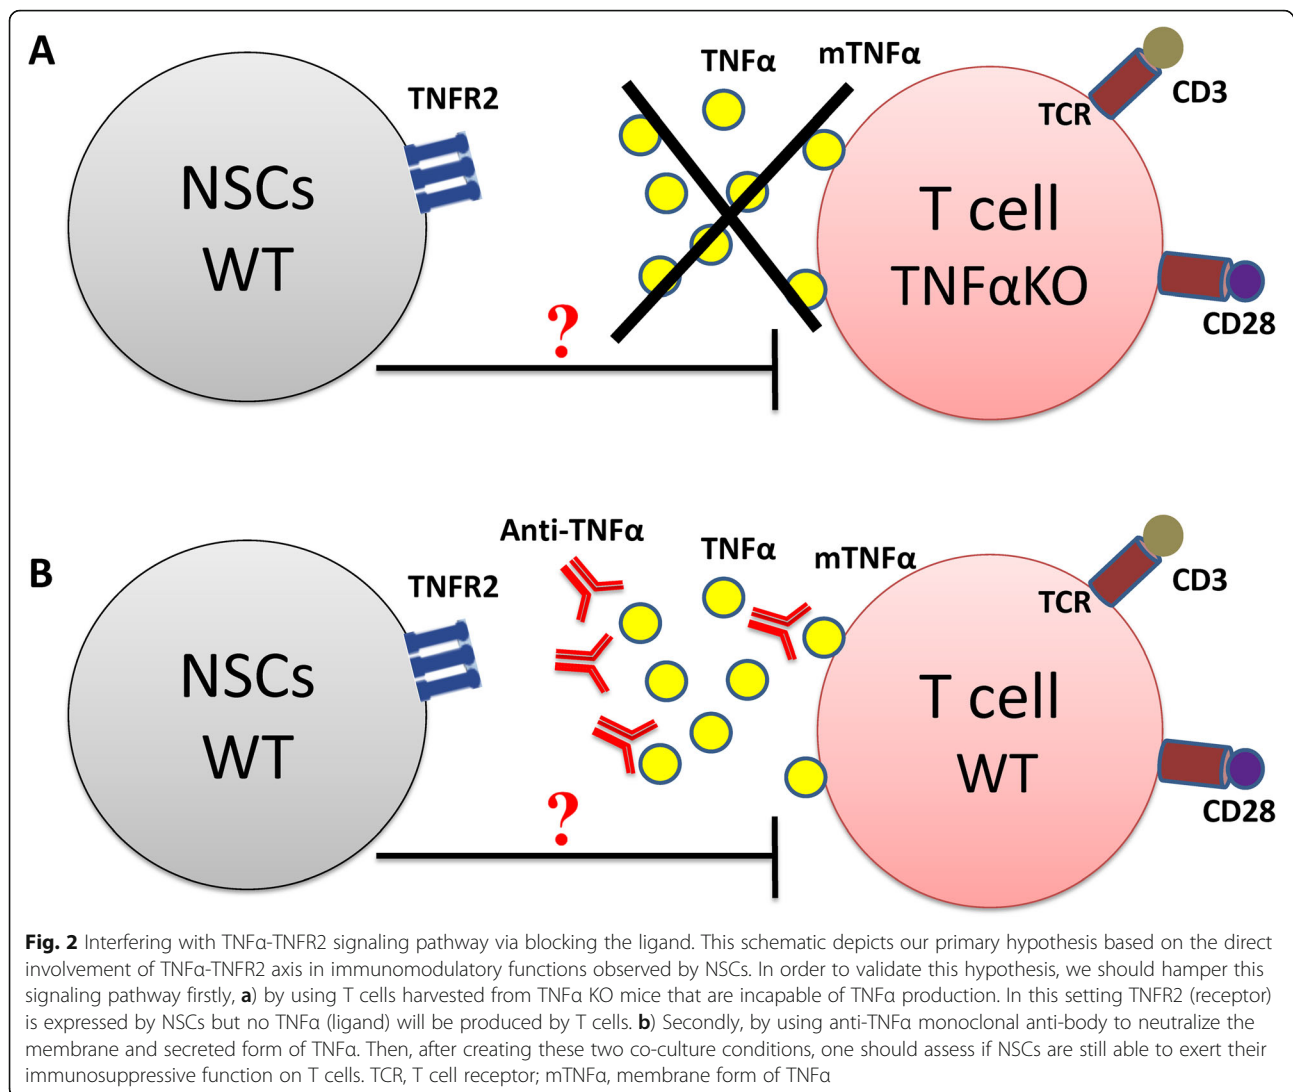 A
TNFR2
TNFα
mTNFα
CD3
TCR
NSCs
WT
T cell
TNFαKO
CD28
?
B
Anti-TNFα
TNFR2
TNFα
mTNFα
CD3
TCR
NSCs
WT
T cell
WT
CD28
?
Fig. 2 Interfering with TNFα-TNFR2 signaling pathway via blocking the ligand. This schematic depicts our primary hypothesis based on the direct
involvement of TNFα-TNFR2 axis in immunomodulatory functions observed by NSCs. In order to validate this hypothesis, we should hamper this
signaling pathway firstly, a) by using T cells harvested from TNFα KO mice that are incapable of TNFα production. In this setting TNFR2 (receptor)
is expressed by NSCs but no TNFα (ligand) will be produced by T cells. b) Secondly, by using anti-TNFα monoclonal anti-body to neutralize the
membrane and secreted form of TNFα. Then, after creating these two co-culture conditions, one should assess if NSCs are still able to exert their
immunosuppressive function on T cells. TCR, T cell receptor; mTNFα, membrane form of TNFα